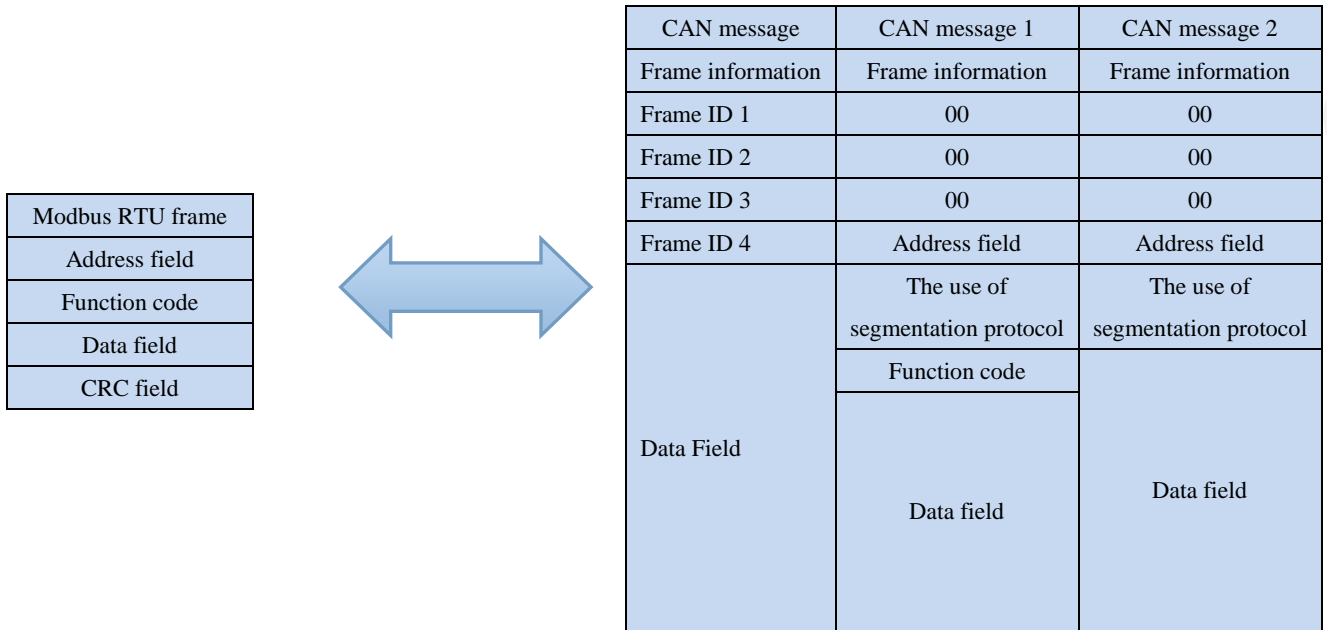 Modbus RTU frame
Address field
Function code
Data field
CRC field
CAN message CAN message 1 CAN message 2
Frame information Frame information Frame information
Frame ID 1 00 00
Frame ID 2 00 00
Frame ID 3 00 00
Frame ID 4 Address field Address field
Data Field
The use of
segmentation protocol
Function code
Data field
The use of
segmentation protocol
Data field